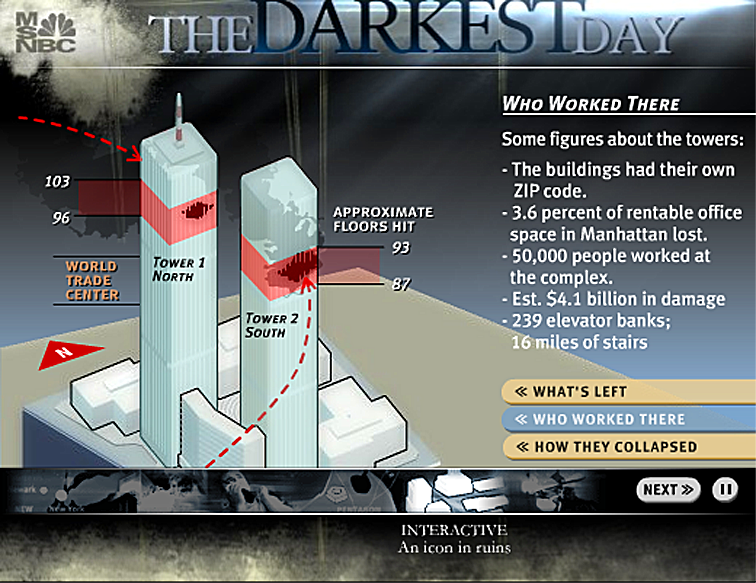 MSNBC
THE DARKEST DAY
WHO WORKED THERE
Some figures about the towers:
- The buildings had their own
ZIP code.
- 3.6 percent of rentable office
space in Manhattan lost.
- 50,000 people worked at
the complex.
- Est. $4.1 billion in damage
- 239 elevator banks;
16 miles of stairs
103
96
APPROXIMATE
FLOORS HIT
93
87
WORLD
TRADE
CENTER
TOWER 1
NORTH
TOWER 2
SOUTH
N
« WHAT'S LEFT
« WHO WORKED THERE
« HOW THEY COLLAPSED
NEW YORK
PENTAGON
NEXT »
INTERACTIVE
An icon in ruins